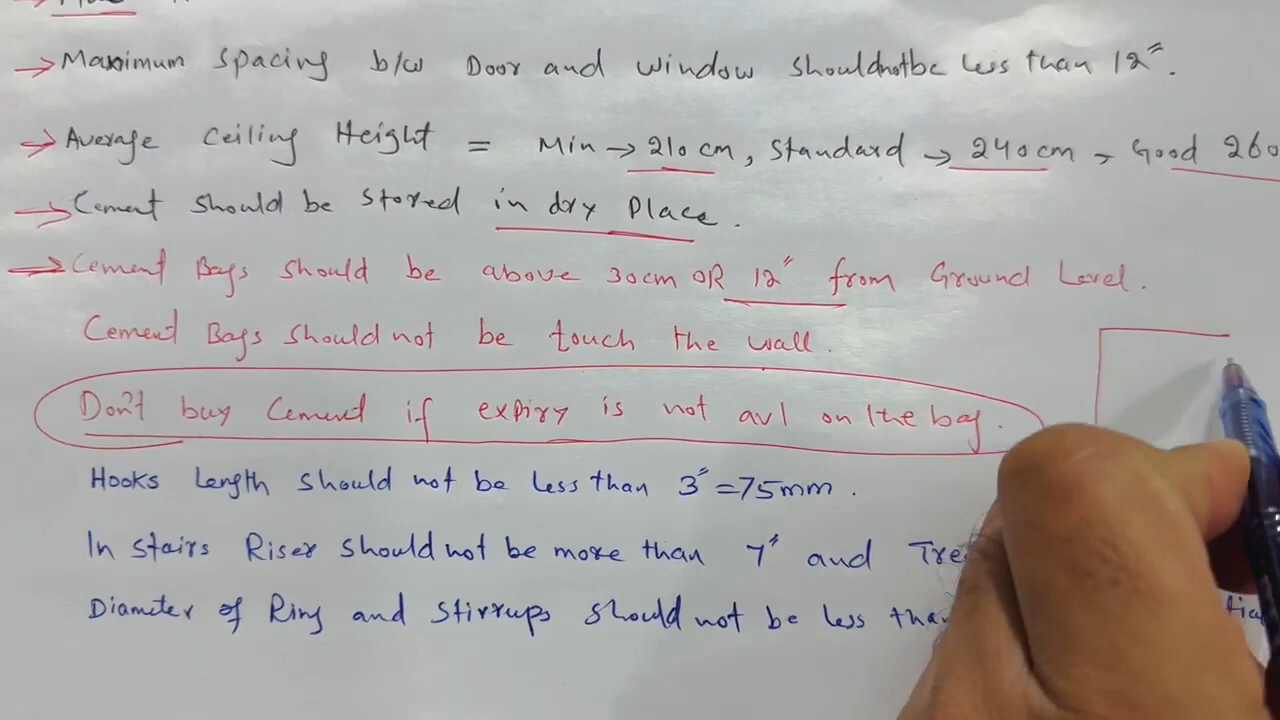 → Maximum Spacing b/w Door and window shouldnotbe less than 12".
→ Average Ceiling Height = Min → 210 cm, Standard → 240cm, Good 260
→ Cement should be stored in dry Place.
→ Cement Bags should be above 30cm OR 12" from Ground Level.
Cement Bags should not be touch the wall.
Don't buy Cement if expiry is not avl on the bag.
Hooks Length should not be Less than 3" = 75mm.
In stairs Riser should not be more than 7" and Tre
Diameter of Ring and Stirrups should not be less than